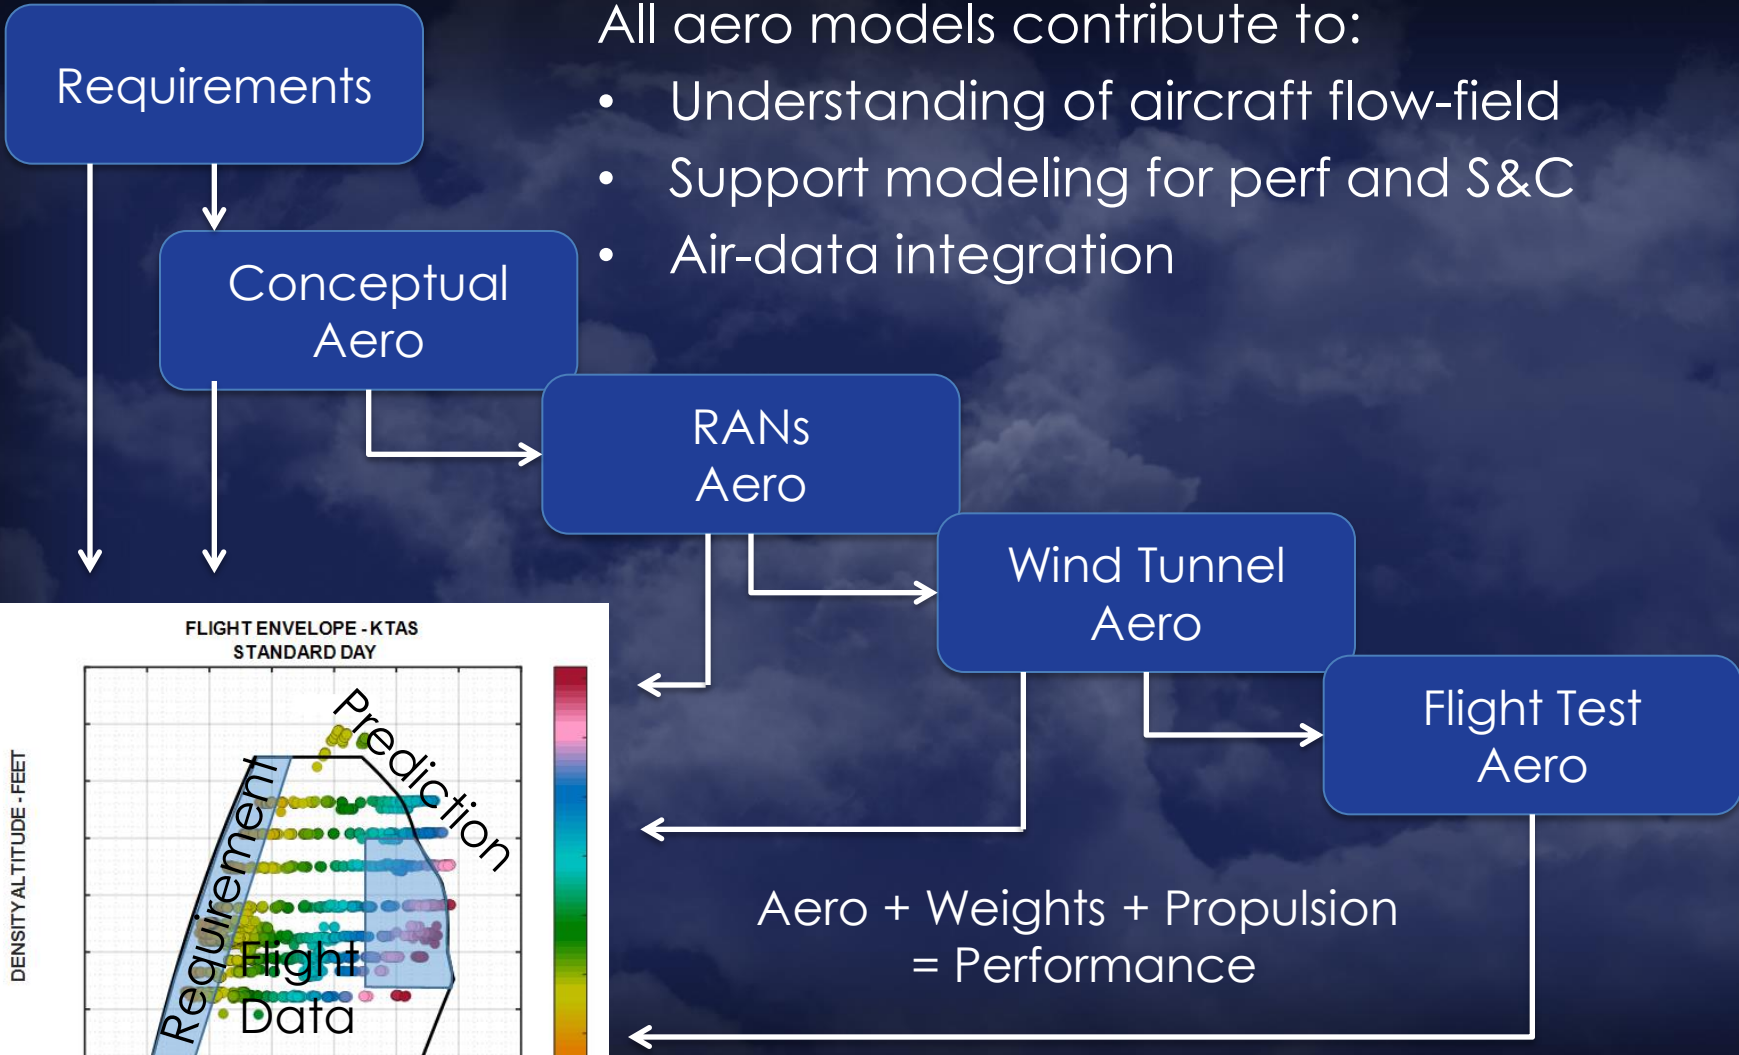 Requirements
All aero models contribute to:
• Understanding of aircraft flow-field
• Support modeling for perf and S&C
• Air-data integration
Conceptual
Aero
RANs
Aero
Wind Tunnel
Aero
Flight Test
Aero
FLIGHT ENVELOPE - KTAS
STANDARD DAY
DENSITY ALTITUDE - FEET
Prediction
Requirement
Flight
Data
Aero + Weights + Propulsion
= Performance